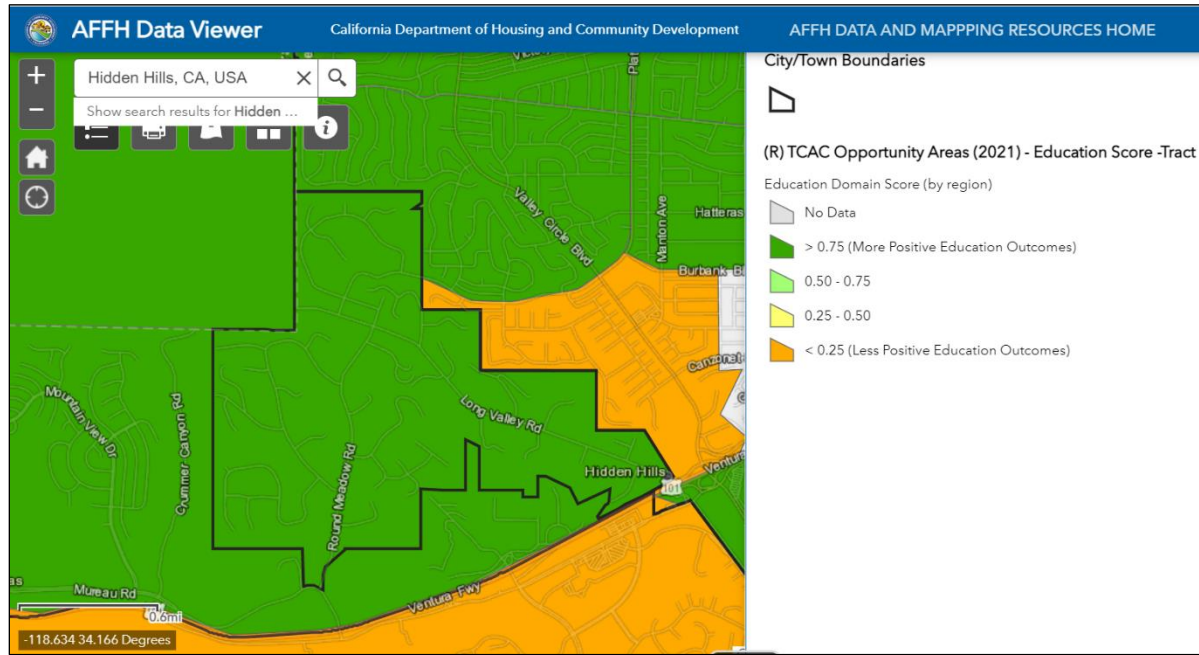 AFFH Data Viewer
California Department of Housing and Community Development
AFFH DATA AND MAPPPING RESOURCES HOME
+
Hidden Hills, CA, USA
Show search results for Hidden ...
−
City/Town Boundaries
(R) TCAC Opportunity Areas (2021) - Education Score -Tract
Education Domain Score (by region)
No Data
> 0.75 (More Positive Education Outcomes)
0.50 - 0.75
0.25 - 0.50
< 0.25 (Less Positive Education Outcomes)
Valley Circle Blvd
Manton Ave
Hatteras
Burbank Bl
Mountain View Dr
Crummer Canyon Rd
Long Valley Rd
Round Meadow Rd
Hidden Hills
101
Ventura
Mureau Rd
Ventura Fwy
0.6mi
-118.634 34.166 Degrees